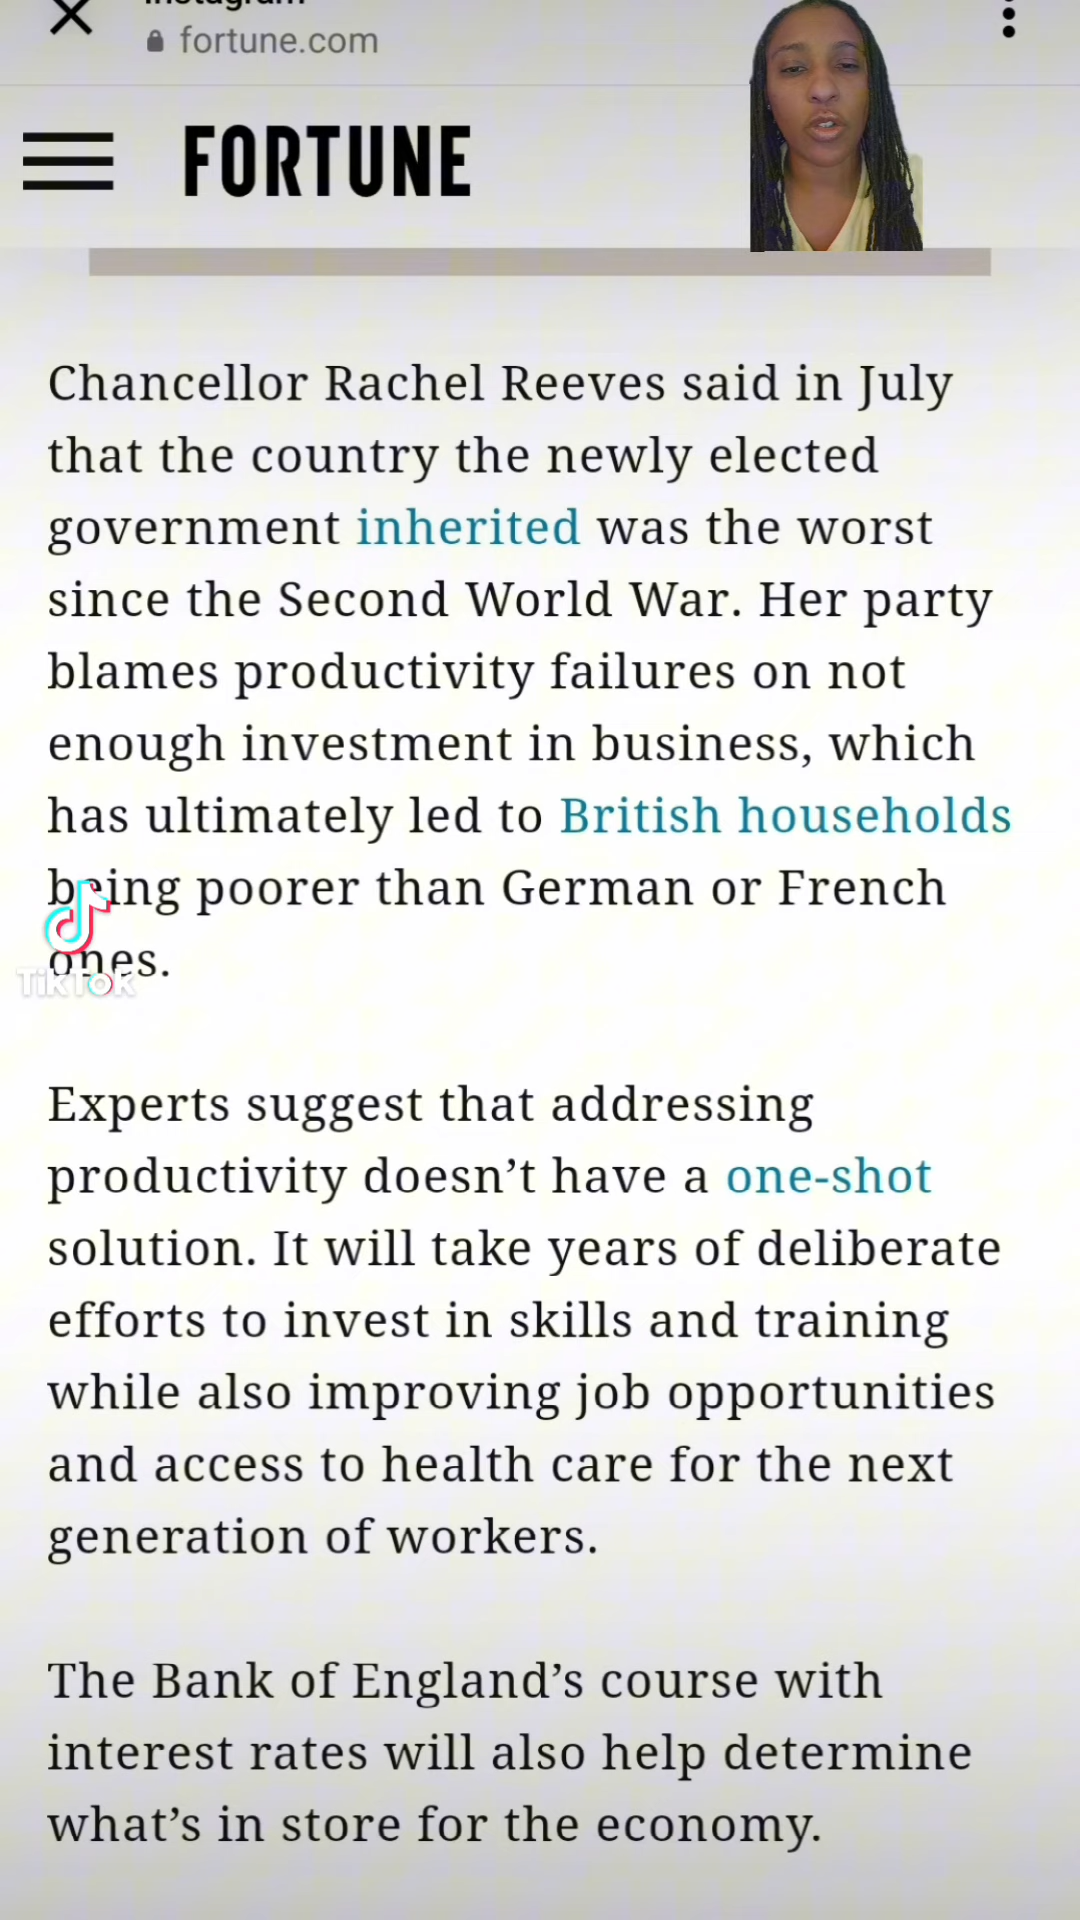 Instagram
fortune.com
FORTUNE
Chancellor Rachel Reeves said in July
that the country the newly elected
government inherited was the worst
since the Second World War. Her party
blames productivity failures on not
enough investment in business, which
has ultimately led to British households
being poorer than German or French
ones.
TikTok
Experts suggest that addressing
productivity doesn’t have a one-shot
solution. It will take years of deliberate
efforts to invest in skills and training
while also improving job opportunities
and access to health care for the next
generation of workers.
The Bank of England’s course with
interest rates will also help determine
what’s in store for the economy.